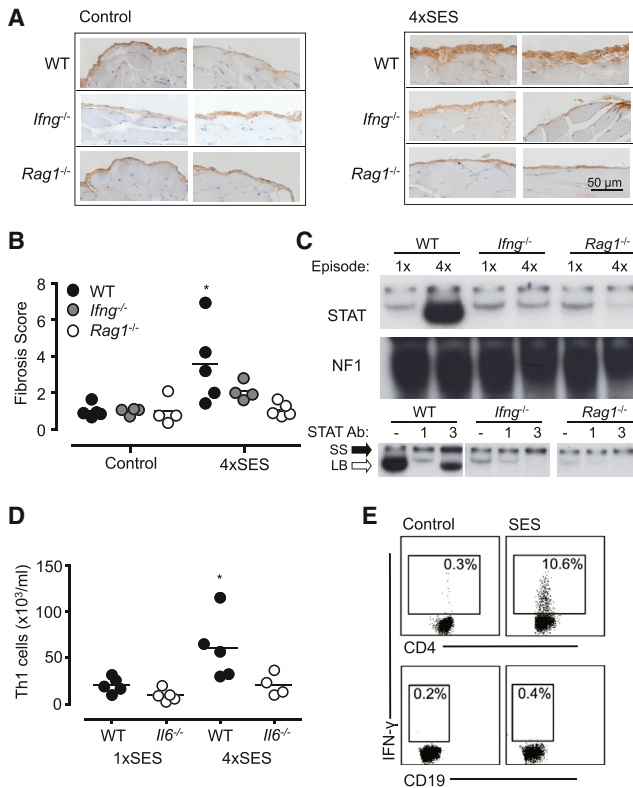 A
Control
4xSES
WT
WT
Ifng-/-
Ifng-/-
Rag1-/-
Rag1-/-
50 µm
B
WT
Ifng-/-
Rag1-/-
*
Fibrosis Score
8
6
4
2
0
Control
4xSES
C
WT
Ifng-/-
Rag1-/-
Episode: 1x 4x 1x 4x 1x 4x
STAT
NF1
WT
Ifng-/-
Rag1-/-
STAT Ab: - 1 3 - 1 3 - 1 3
SS
LB
D
Th1 cells (x10³/ml)
150
100
50
0
*
WT Il6-/- WT Il6-/-
1xSES 4xSES
E
Control SES
0.3% 10.6%
CD4
0.2% 0.4%
IFN-γ
CD19